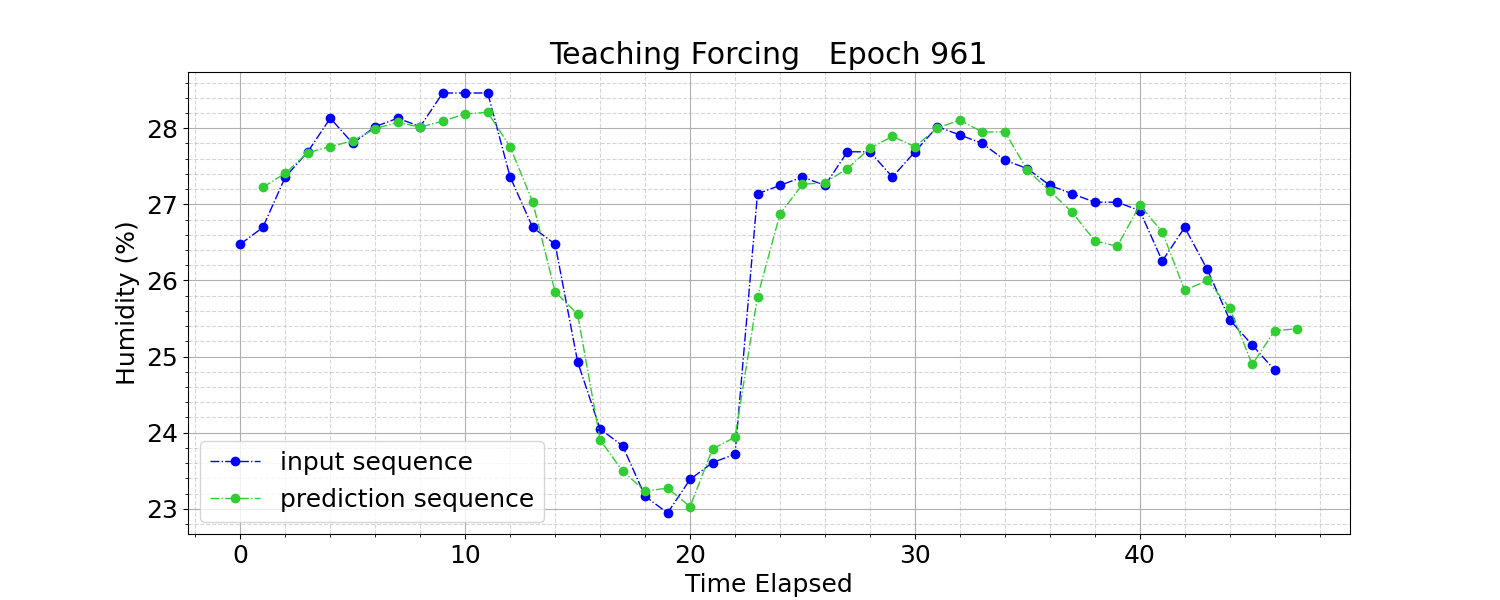 Teaching Forcing   Epoch 961
Humidity (%)
28
27
26
25
24
23
input sequence
prediction sequence
0 10 20 30 40
Time Elapsed